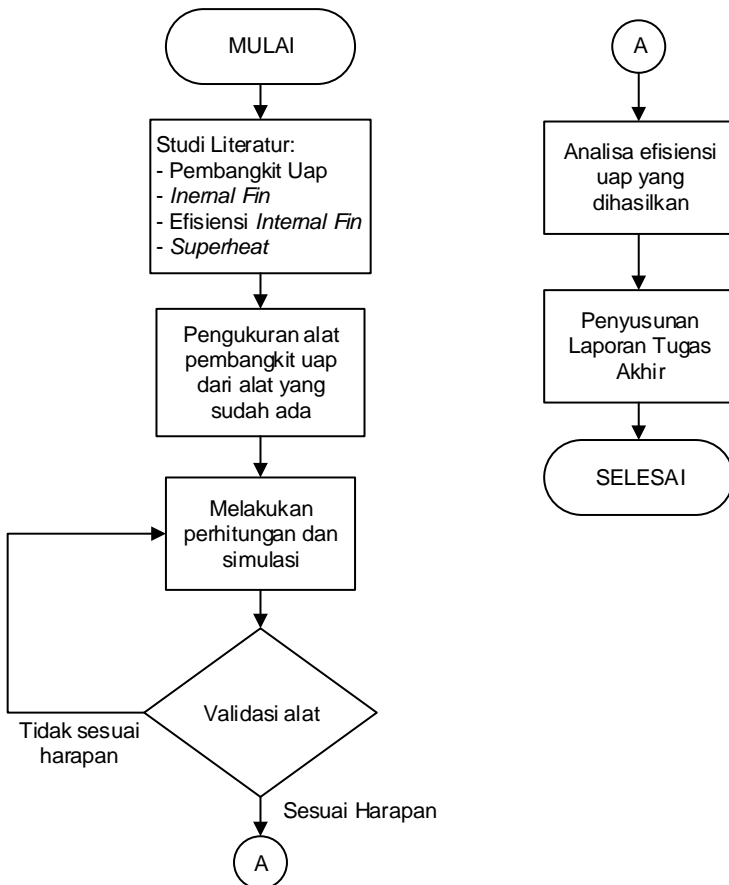 MULAI
Studi Literatur:
- Pembangkit Uap
- Inernal Fin
- Efisiensi Internal Fin
- Superheat
Pengukuran alat
pembangkit uap
dari alat yang
sudah ada
Melakukan
perhitungan dan
simulasi
Validasi alat
Tidak sesuai
harapan
Sesuai Harapan
A
A
Analisa efisiensi
uap yang
dihasilkan
Penyusunan
Laporan Tugas
Akhir
SELESAI